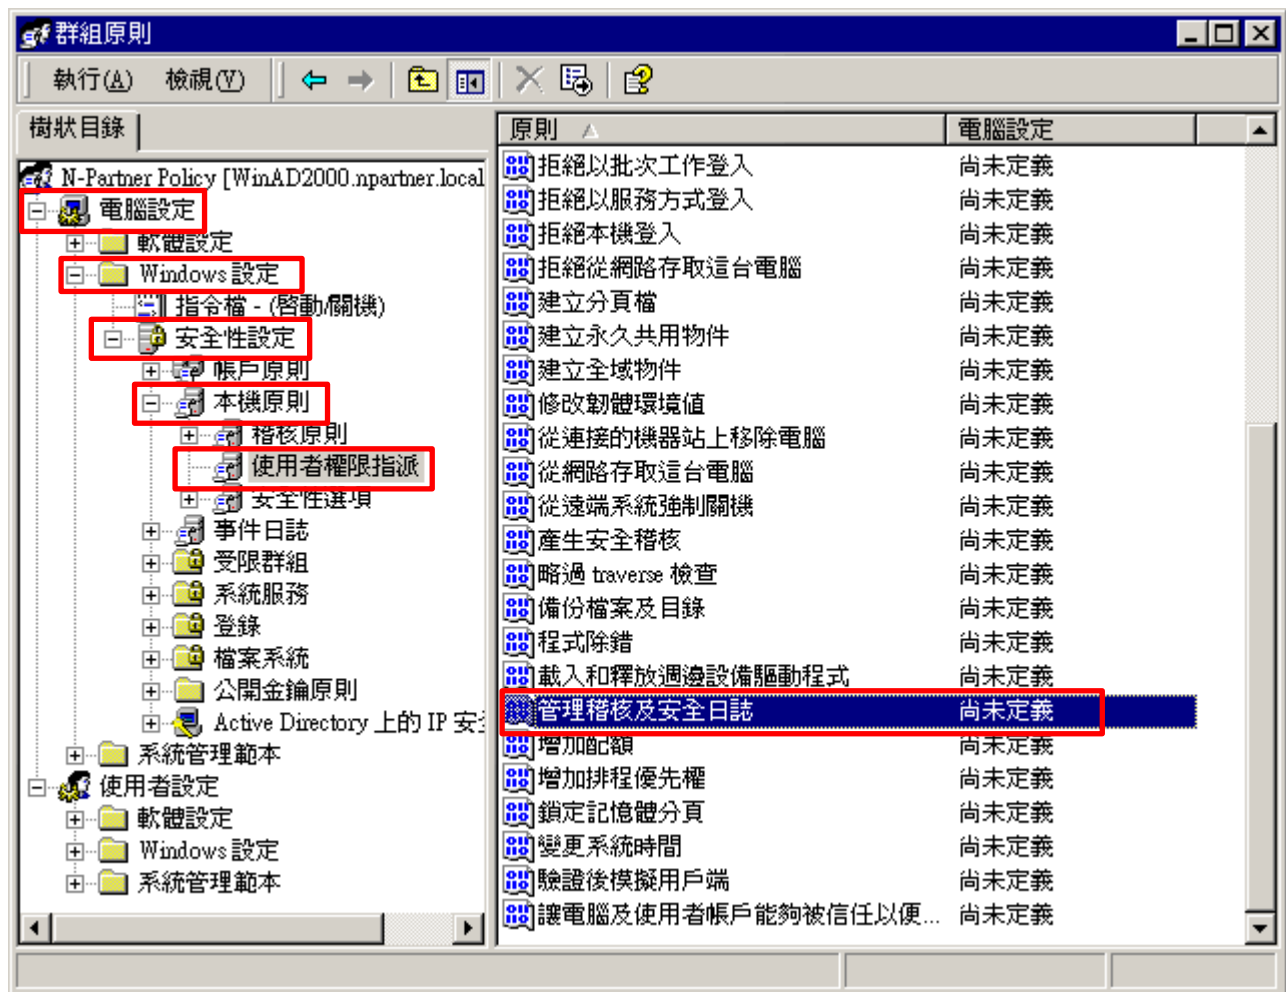 群組原則
執行(A) 檢視(V)
樹狀目錄
N-Partner Policy [WinAD2000.npartner.local
電腦設定
軟體設定
Windows 設定
指令檔 - (啓動/關機)
安全性設定
帳戶原則
本機原則
稽核原則
使用者權限指派
安全性選項
事件日誌
受限群組
系統服務
登錄
檔案系統
公開金鑰原則
Active Directory 上的 IP 安全
系統管理範本
使用者設定
軟體設定
Windows 設定
系統管理範本
原則 電腦設定
拒絕以批次工作登入 尚未定義
拒絕以服務方式登入 尚未定義
拒絕本機登入 尚未定義
拒絕從網路存取這台電腦 尚未定義
建立分頁檔 尚未定義
建立永久共用物件 尚未定義
建立全域物件 尚未定義
修改韌體環境值 尚未定義
從連接的機器站上移除電腦 尚未定義
從網路存取這台電腦 尚未定義
從遠端系統強制關機 尚未定義
產生安全稽核 尚未定義
略過 traverse 檢查 尚未定義
備份檔案及目錄 尚未定義
程式除錯 尚未定義
載入和釋放週邊設備驅動程式 尚未定義
管理稽核及安全日誌 尚未定義
增加配額 尚未定義
增加排程優先權 尚未定義
鎖定記憶體分頁 尚未定義
變更系統時間 尚未定義
驗證後模擬用戶端 尚未定義
讓電腦及使用者帳戶能夠被信任以便... 尚未定義